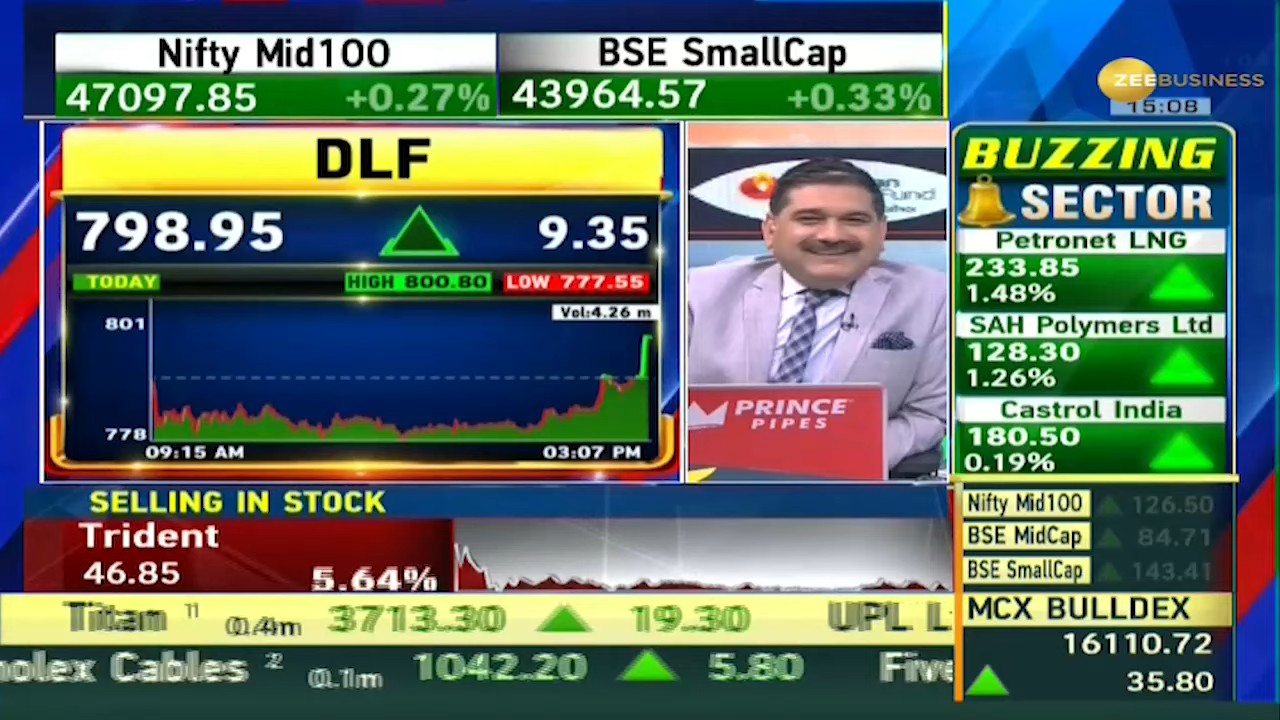 Nifty Mid100
47097.85 +0.27%
BSE SmallCap
43964.57 +0.33%
ZEEBUSINESS
15:08
DLF
798.95 9.35
TODAY HIGH 800.80 LOW 777.55
Vol:4.26 m
801
778
09:15 AM 03:07 PM
PRINCE
PIPES
BUZZING
SECTOR
Petronet LNG
233.85
1.48%
SAH Polymers Ltd
128.30
1.26%
Castrol India
180.50
0.19%
SELLING IN STOCK
Trident
46.85 5.64%
Nifty Mid100 126.50
BSE MidCap 84.71
BSE SmallCap 143.41
MCX BULLDEX
16110.72
35.80
Titan 0.4m 3713.30 19.30 UPL L
nolex Cables 0.1m 1042.20 5.80 Five